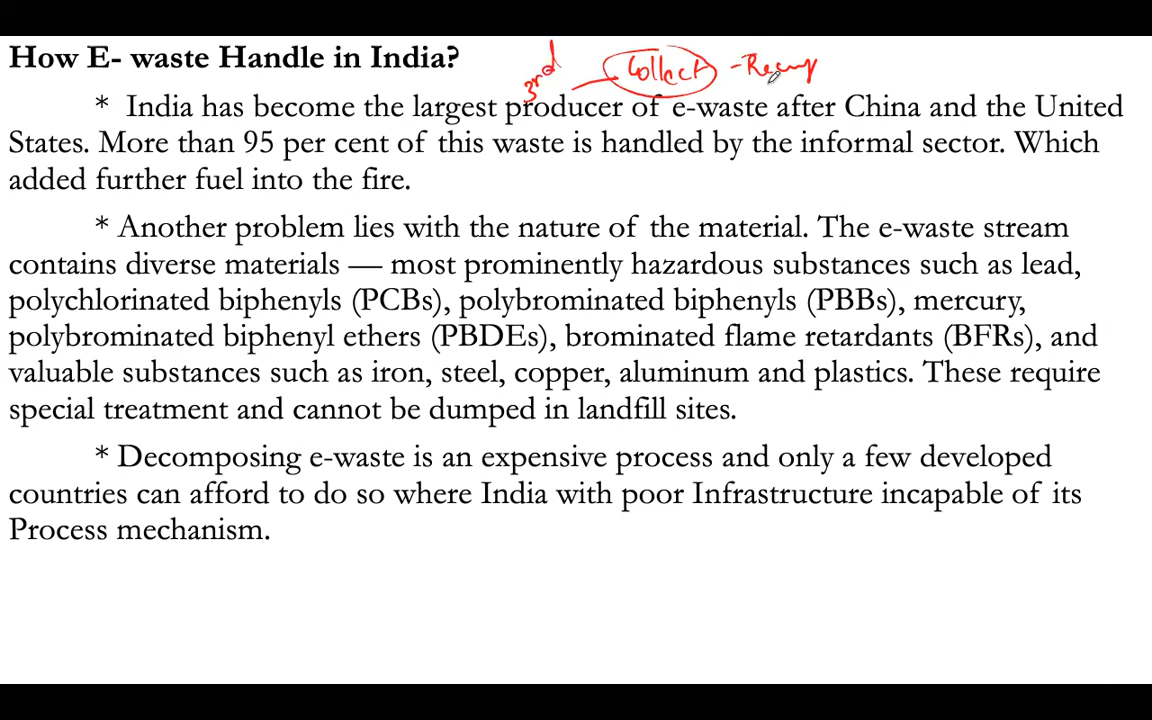 How E- waste Handle in India?
3rd Collect -
* India has become the largest producer of e-waste after China and the United
States. More than 95 per cent of this waste is handled by the informal sector. Which
added further fuel into the fire.
* Another problem lies with the nature of the material. The e-waste stream
contains diverse materials — most prominently hazardous substances such as lead,
polychlorinated biphenyls (PCBs), polybrominated biphenyls (PBBs), mercury,
polybrominated biphenyl ethers (PBDEs), brominated flame retardants (BFRs), and
valuable substances such as iron, steel, copper, aluminum and plastics. These require
special treatment and cannot be dumped in landfill sites.
* Decomposing e-waste is an expensive process and only a few developed
countries can afford to do so where India with poor Infrastructure incapable of its
Process mechanism.